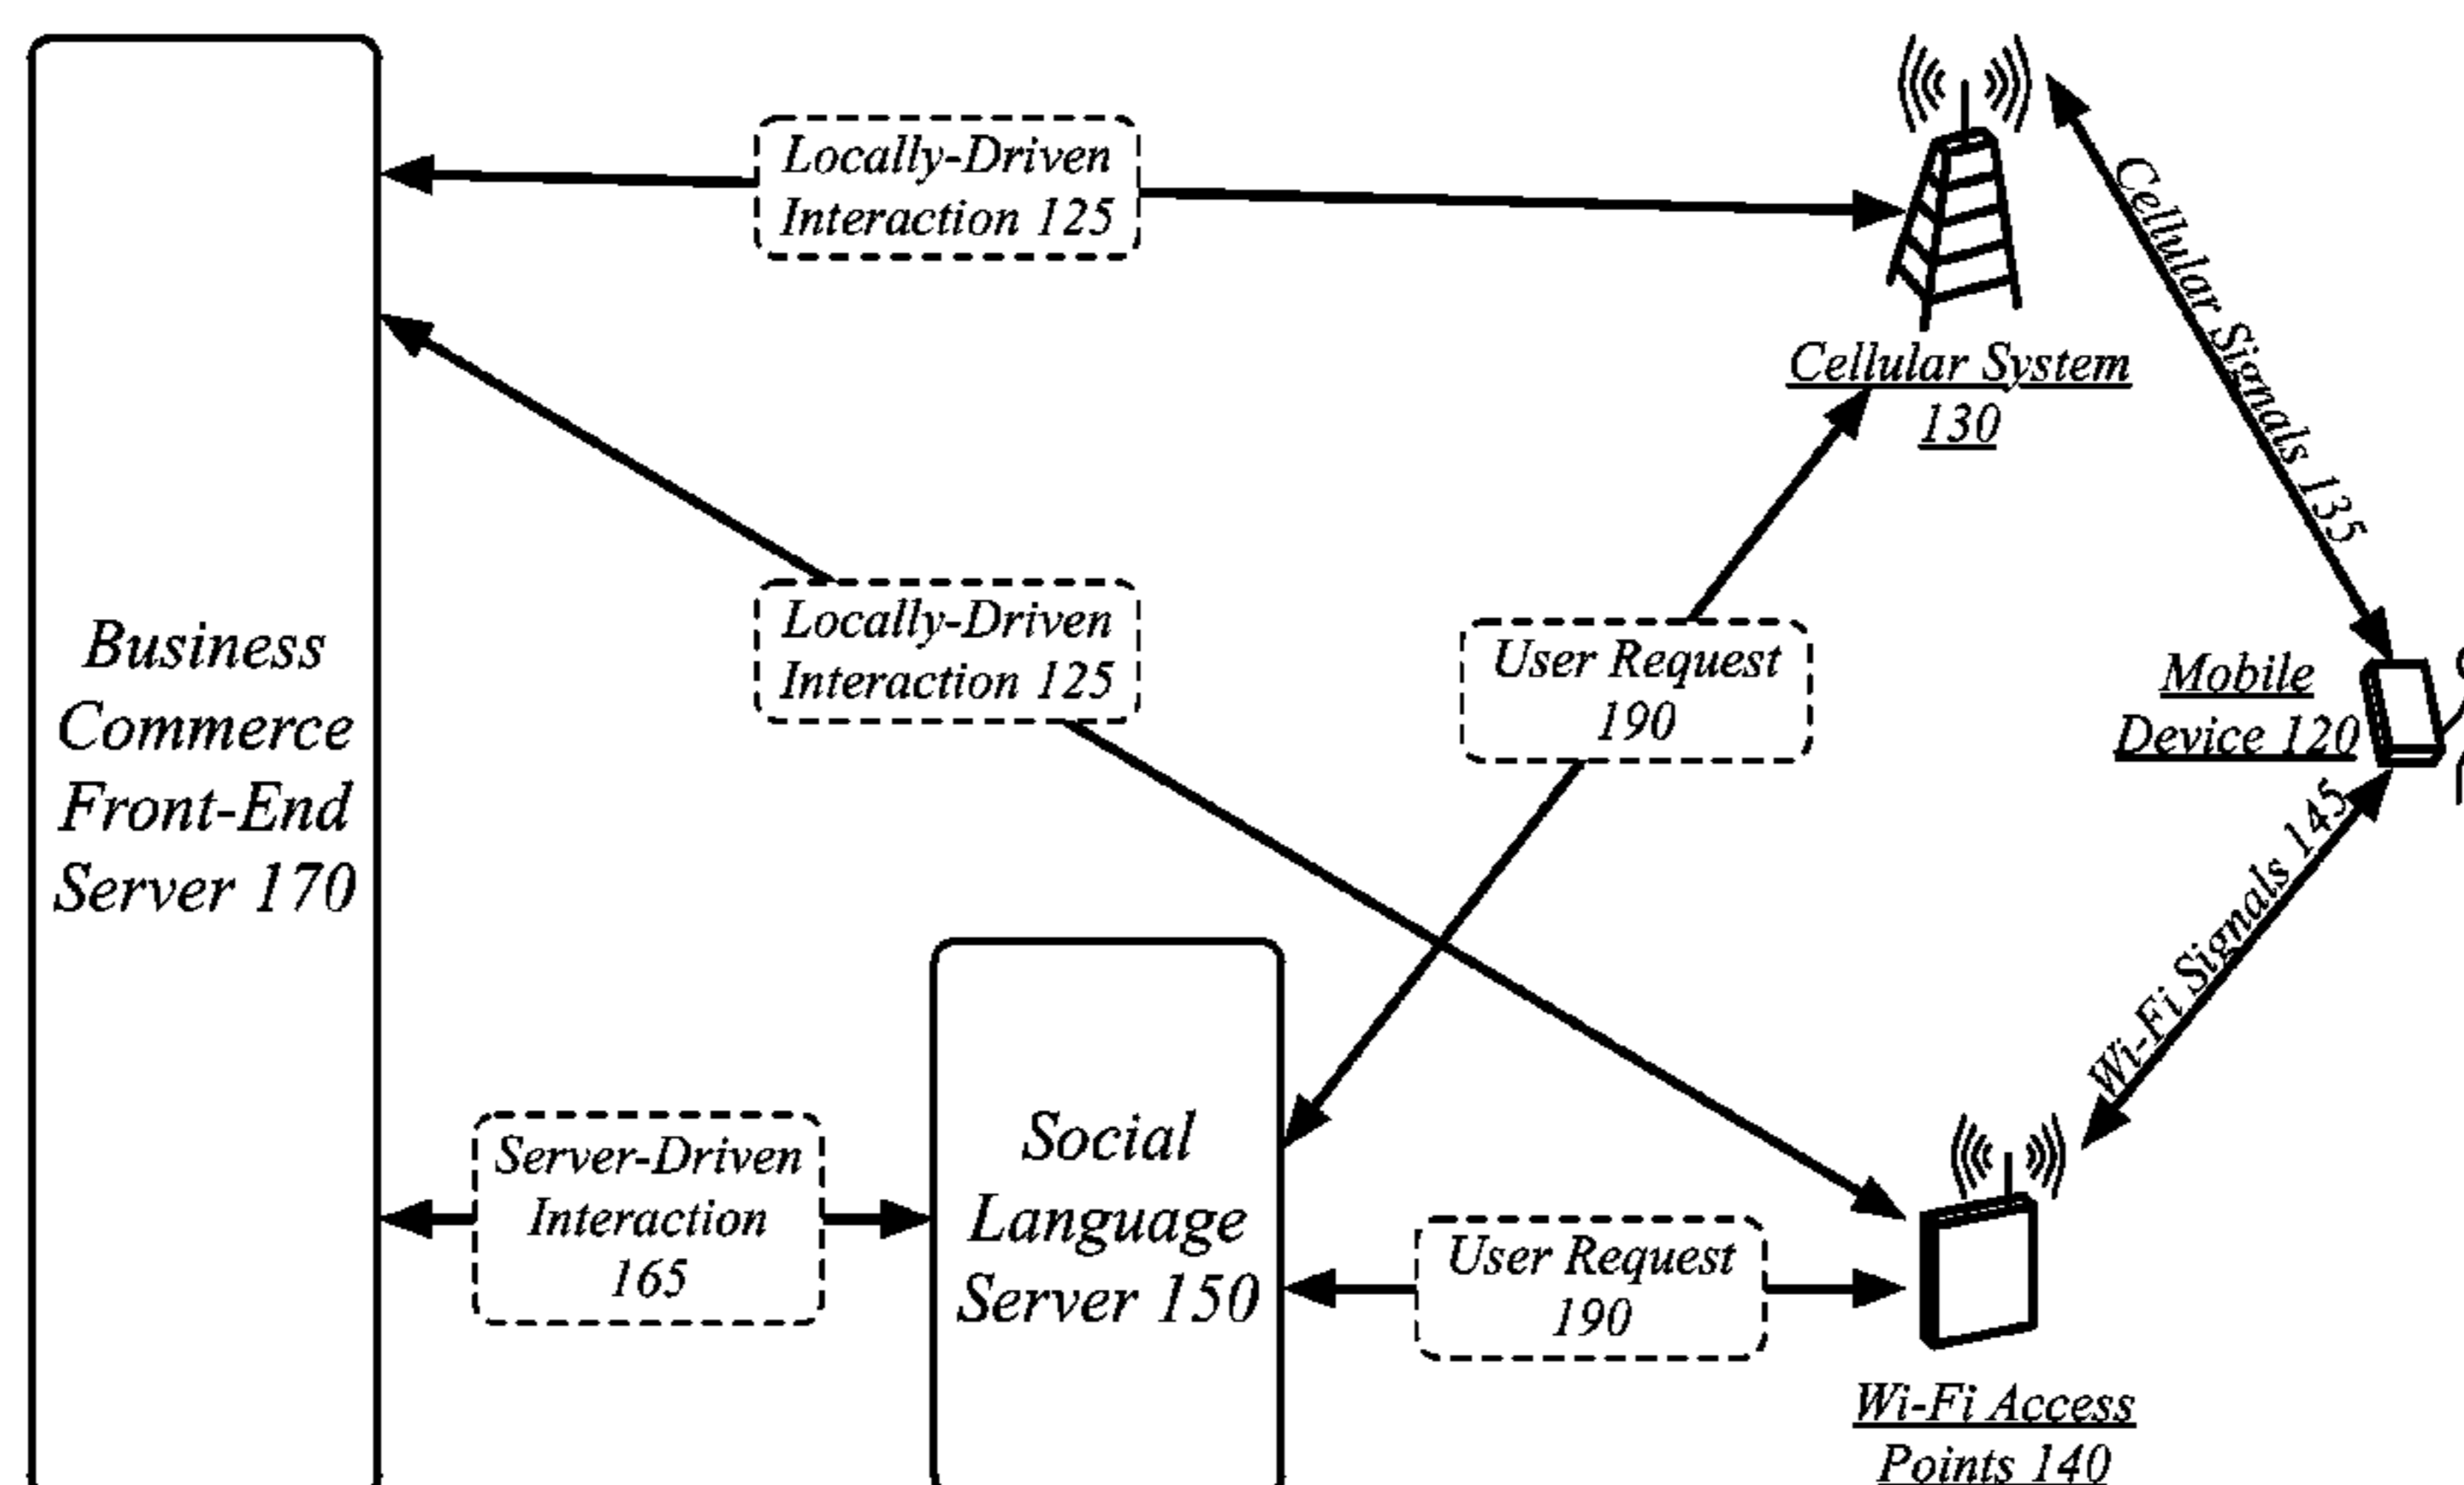 Locally-Driven
Interaction 125
Cellular Signals 135
Cellular System
130
Locally-Driven
Interaction 125
User Request
190
Mobile
Device 120
Business
Commerce
Front-End
Server 170
Wi-Fi Signals 145
Server-Driven
Interaction
165
Social
Language
Server 150
User Request
190
Wi-Fi Access
Points 140